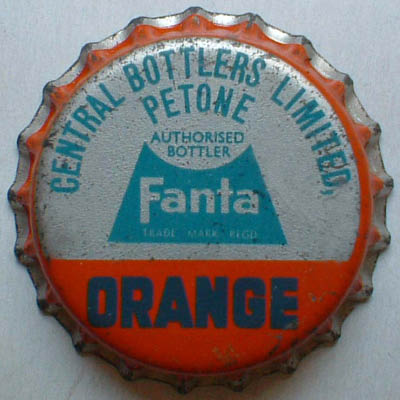 CENTRAL BOTTLERS LIMITED,
PETONE
AUTHORISED
BOTTLER
Fanta
TRADE MARK REGD
ORANGE